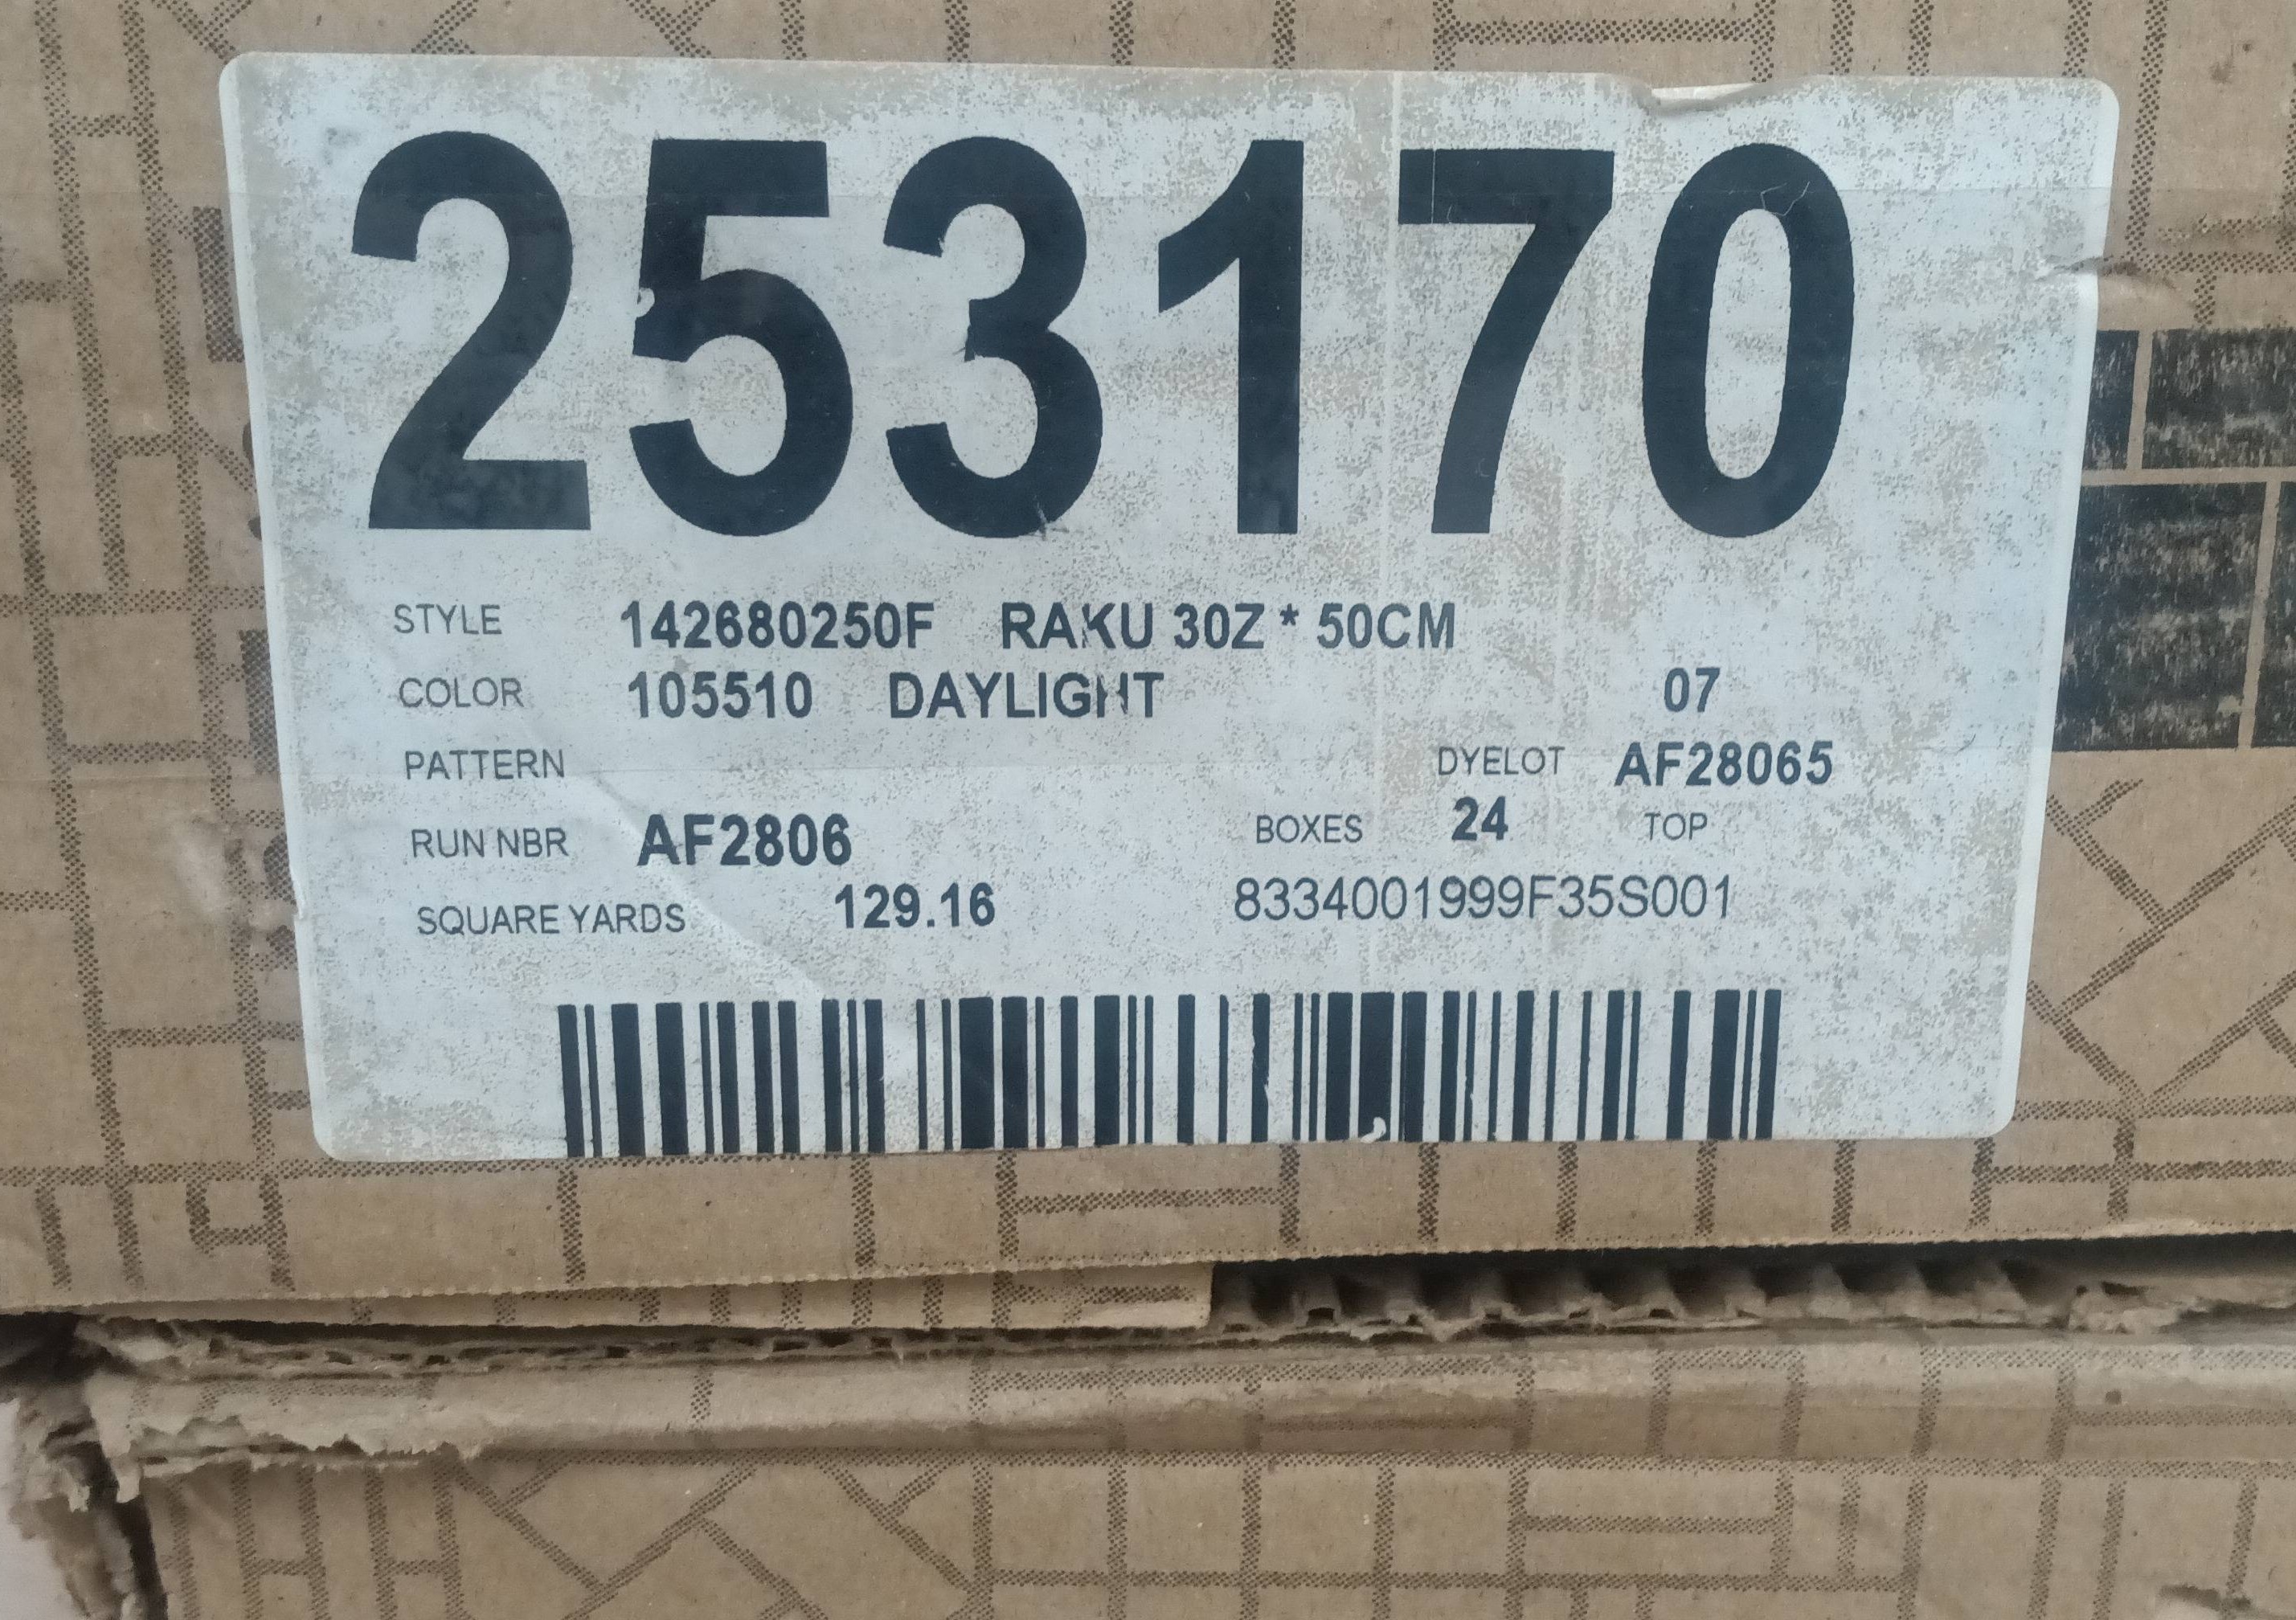 253170
STYLE 142680250F RAKU 30Z * 50CM
COLOR 105510 DAYLIGHT 07
PATTERN DYELOT AF28065
RUN NBR AF2806 BOXES 24 TOP
SQUARE YARDS 129.16 8334001999F35S001